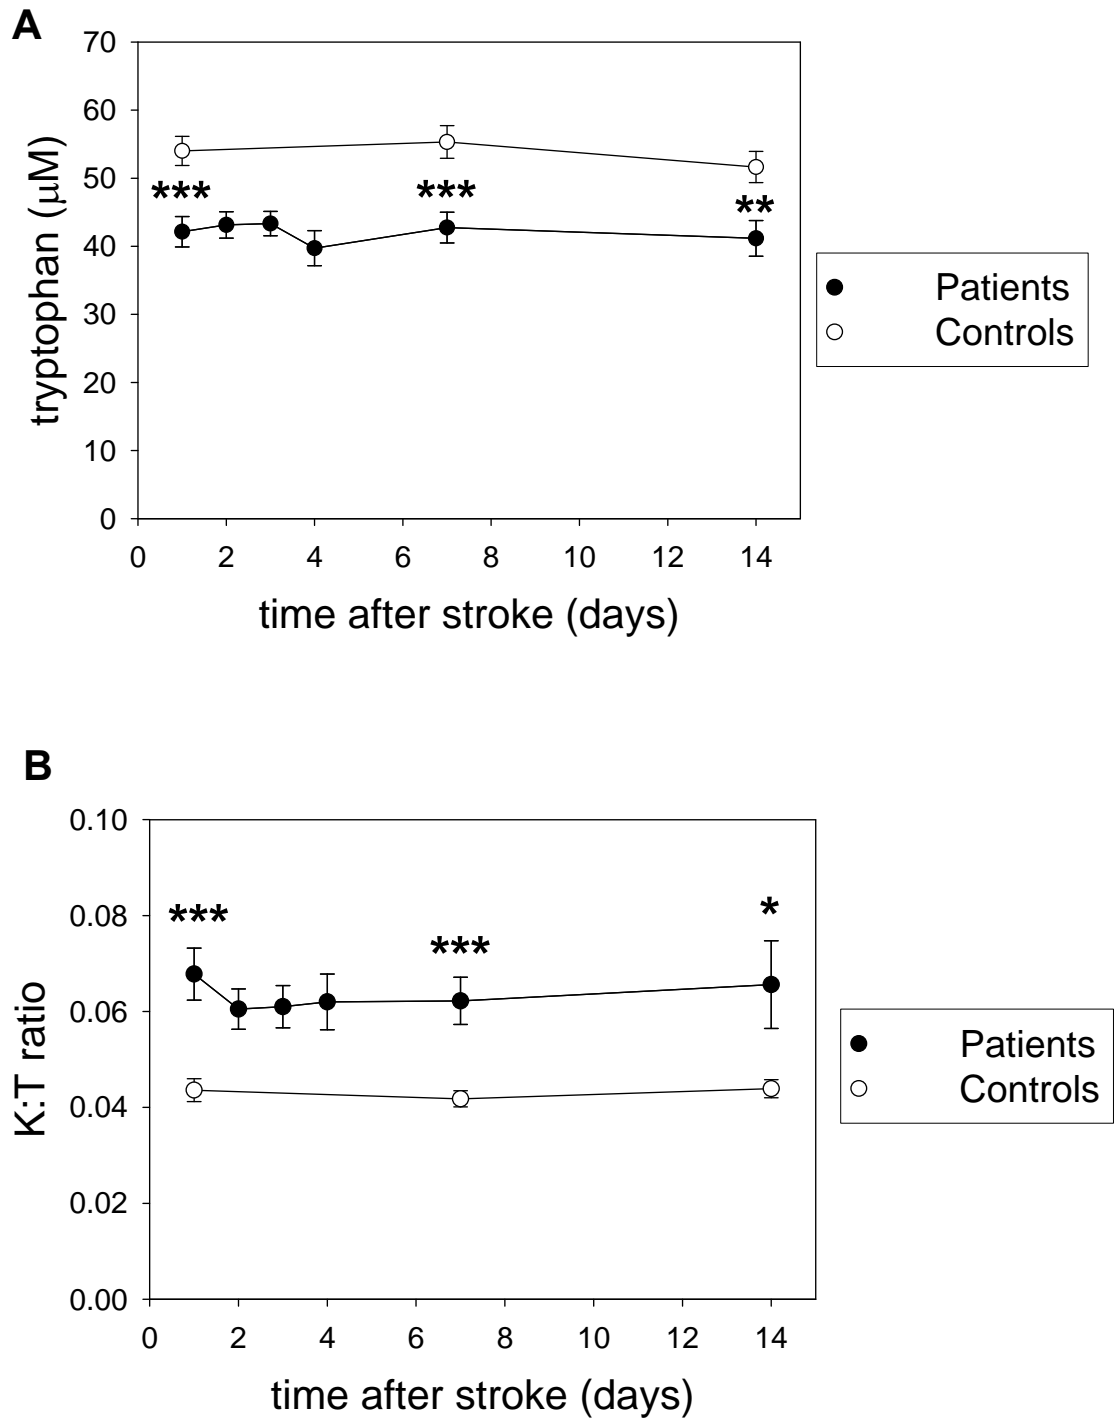 A
70
60
50
40
30
20
10
0
tryptophan (μM)
***
***
**
0 2 4 6 8 10 12 14
time after stroke (days)
Patients
Controls
B
0.10
0.08
0.06
0.04
0.02
0.00
K:T ratio
***
***
*
0 2 4 6 8 10 12 14
time after stroke (days)
Patients
Controls